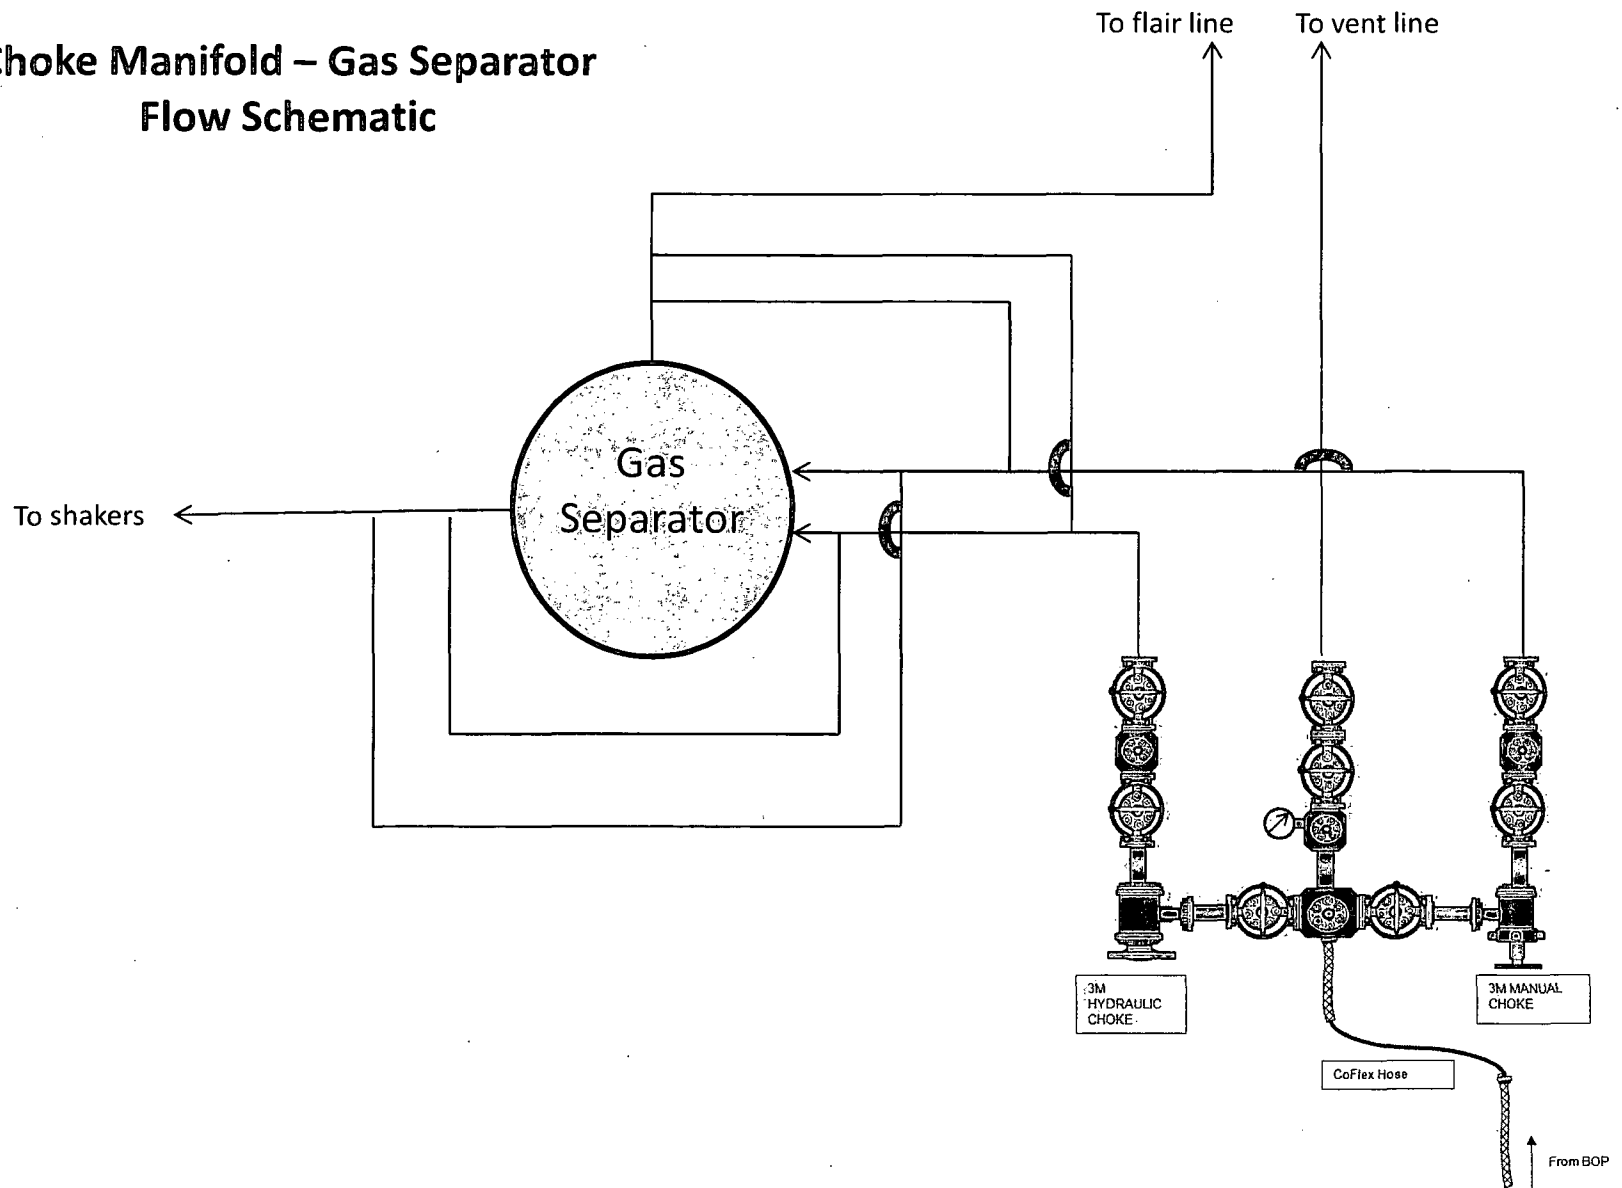 Choke Manifold – Gas Separator
Flow Schematic
To flair line
To vent line
Gas
Separator
To shakers
3M
HYDRAULIC
CHOKE
3M MANUAL
CHOKE
CoFlex Hose
From BOP